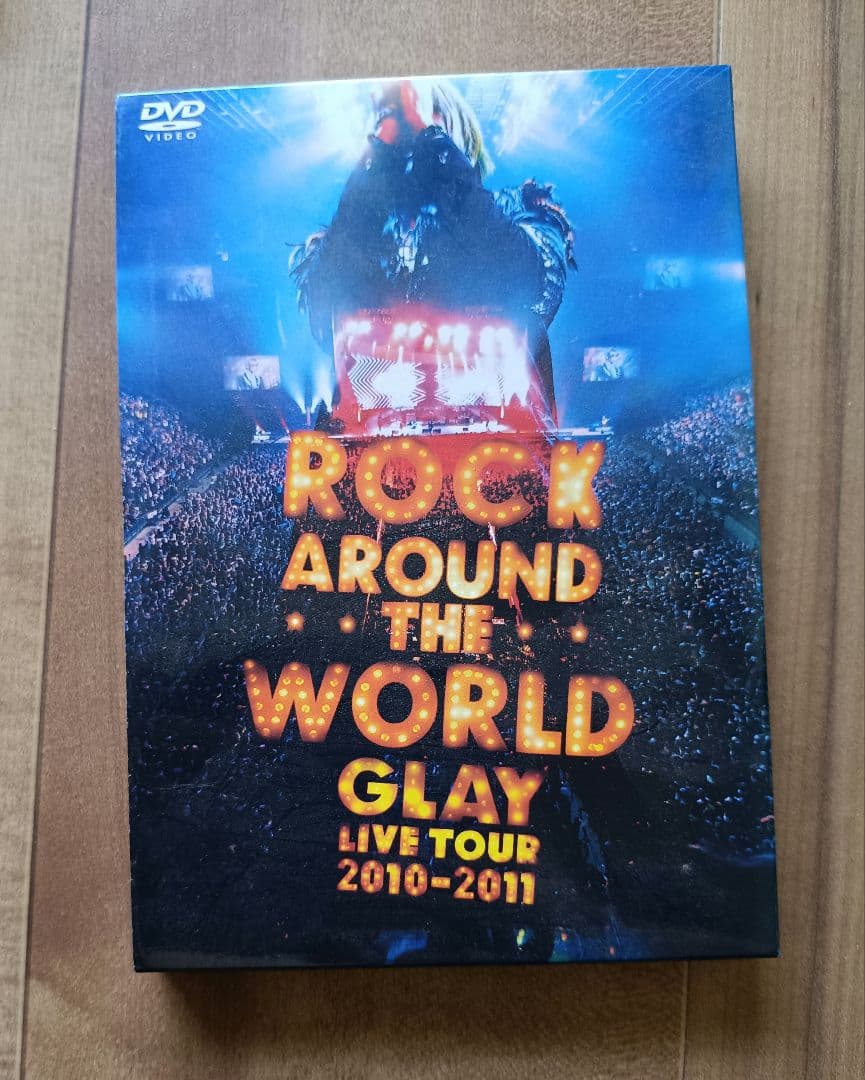 DVD
VIDEO
ROCK
AROUND
THE
WORLD
GLAY
LIVE TOUR
2010-2011